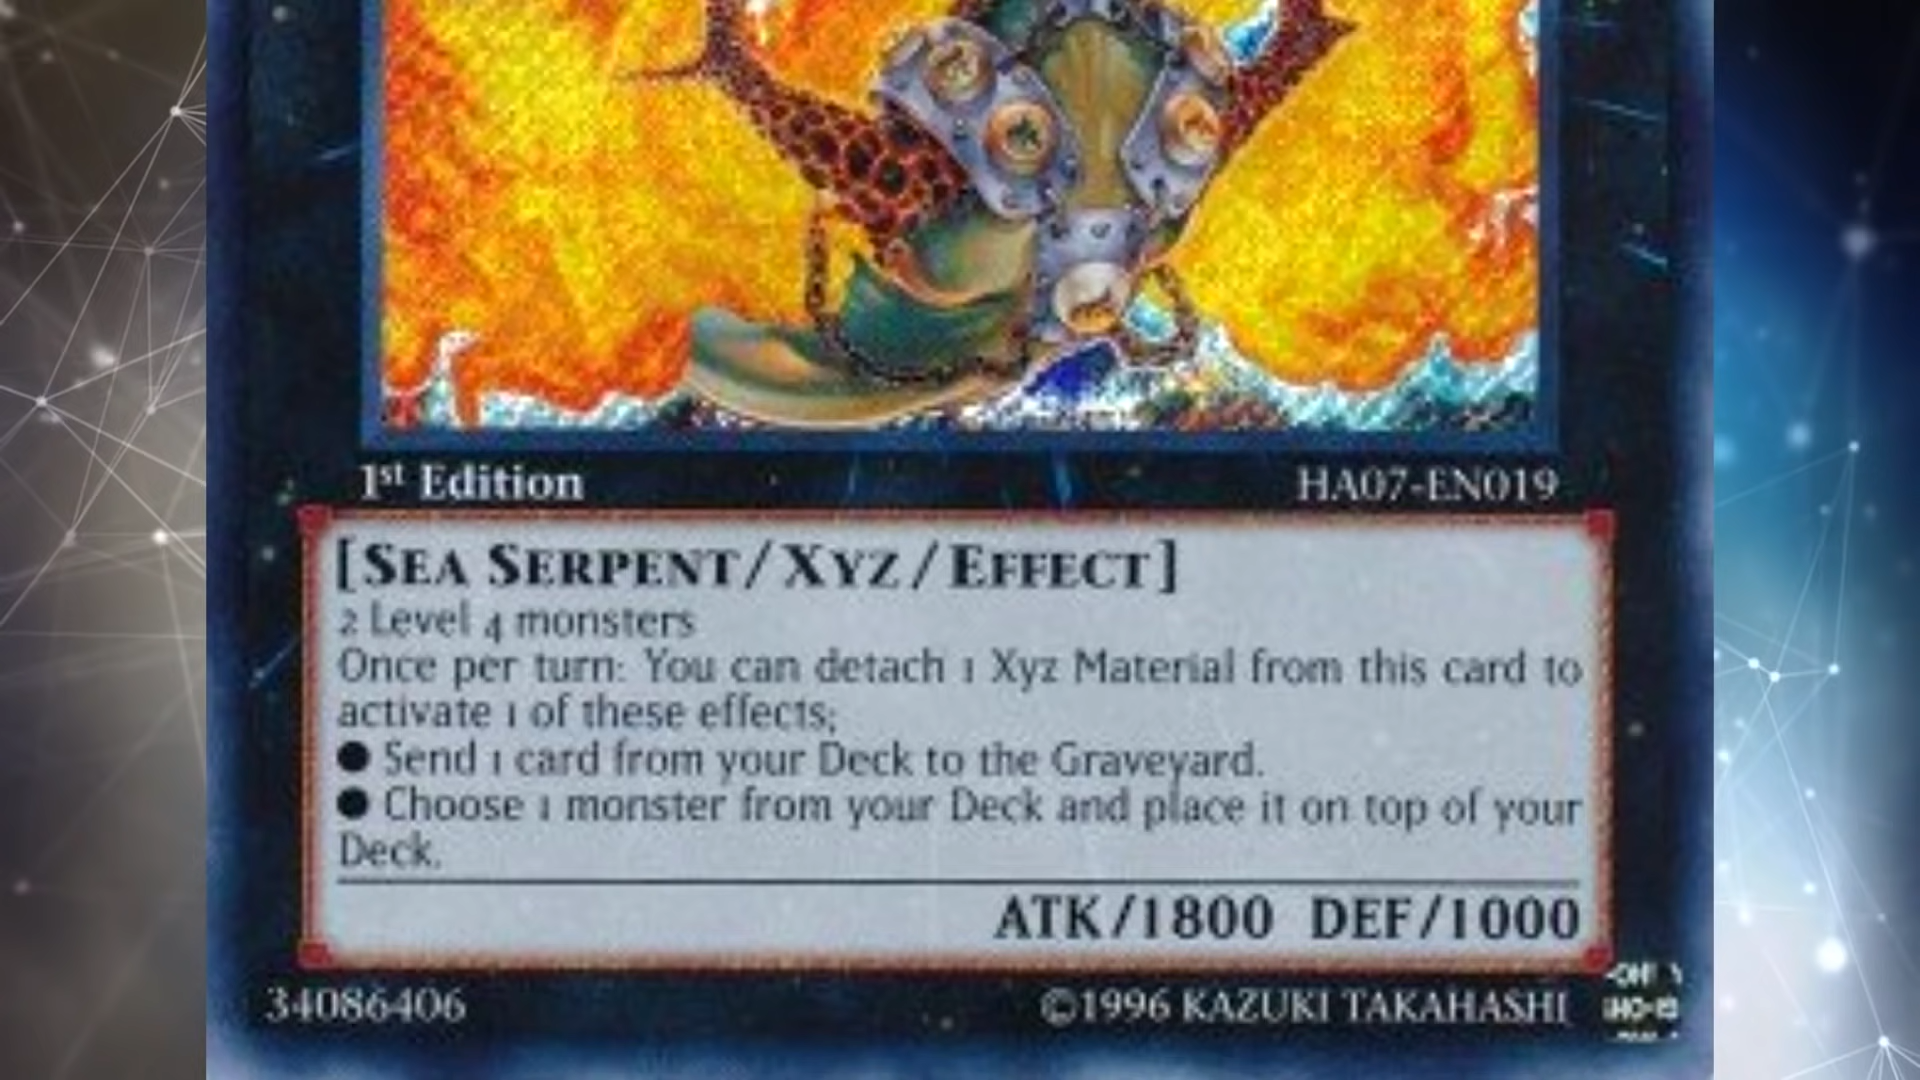 1st Edition HA07-EN019
[SEA SERPENT/XYZ/EFFECT]
2 Level 4 monsters
Once per turn: You can detach 1 Xyz Material from this card to
activate 1 of these effects;
● Send 1 card from your Deck to the Graveyard.
● Choose 1 monster from your Deck and place it on top of your
Deck.
ATK/1800 DEF/1000
34086406 ©1996 KAZUKI TAKAHASHI